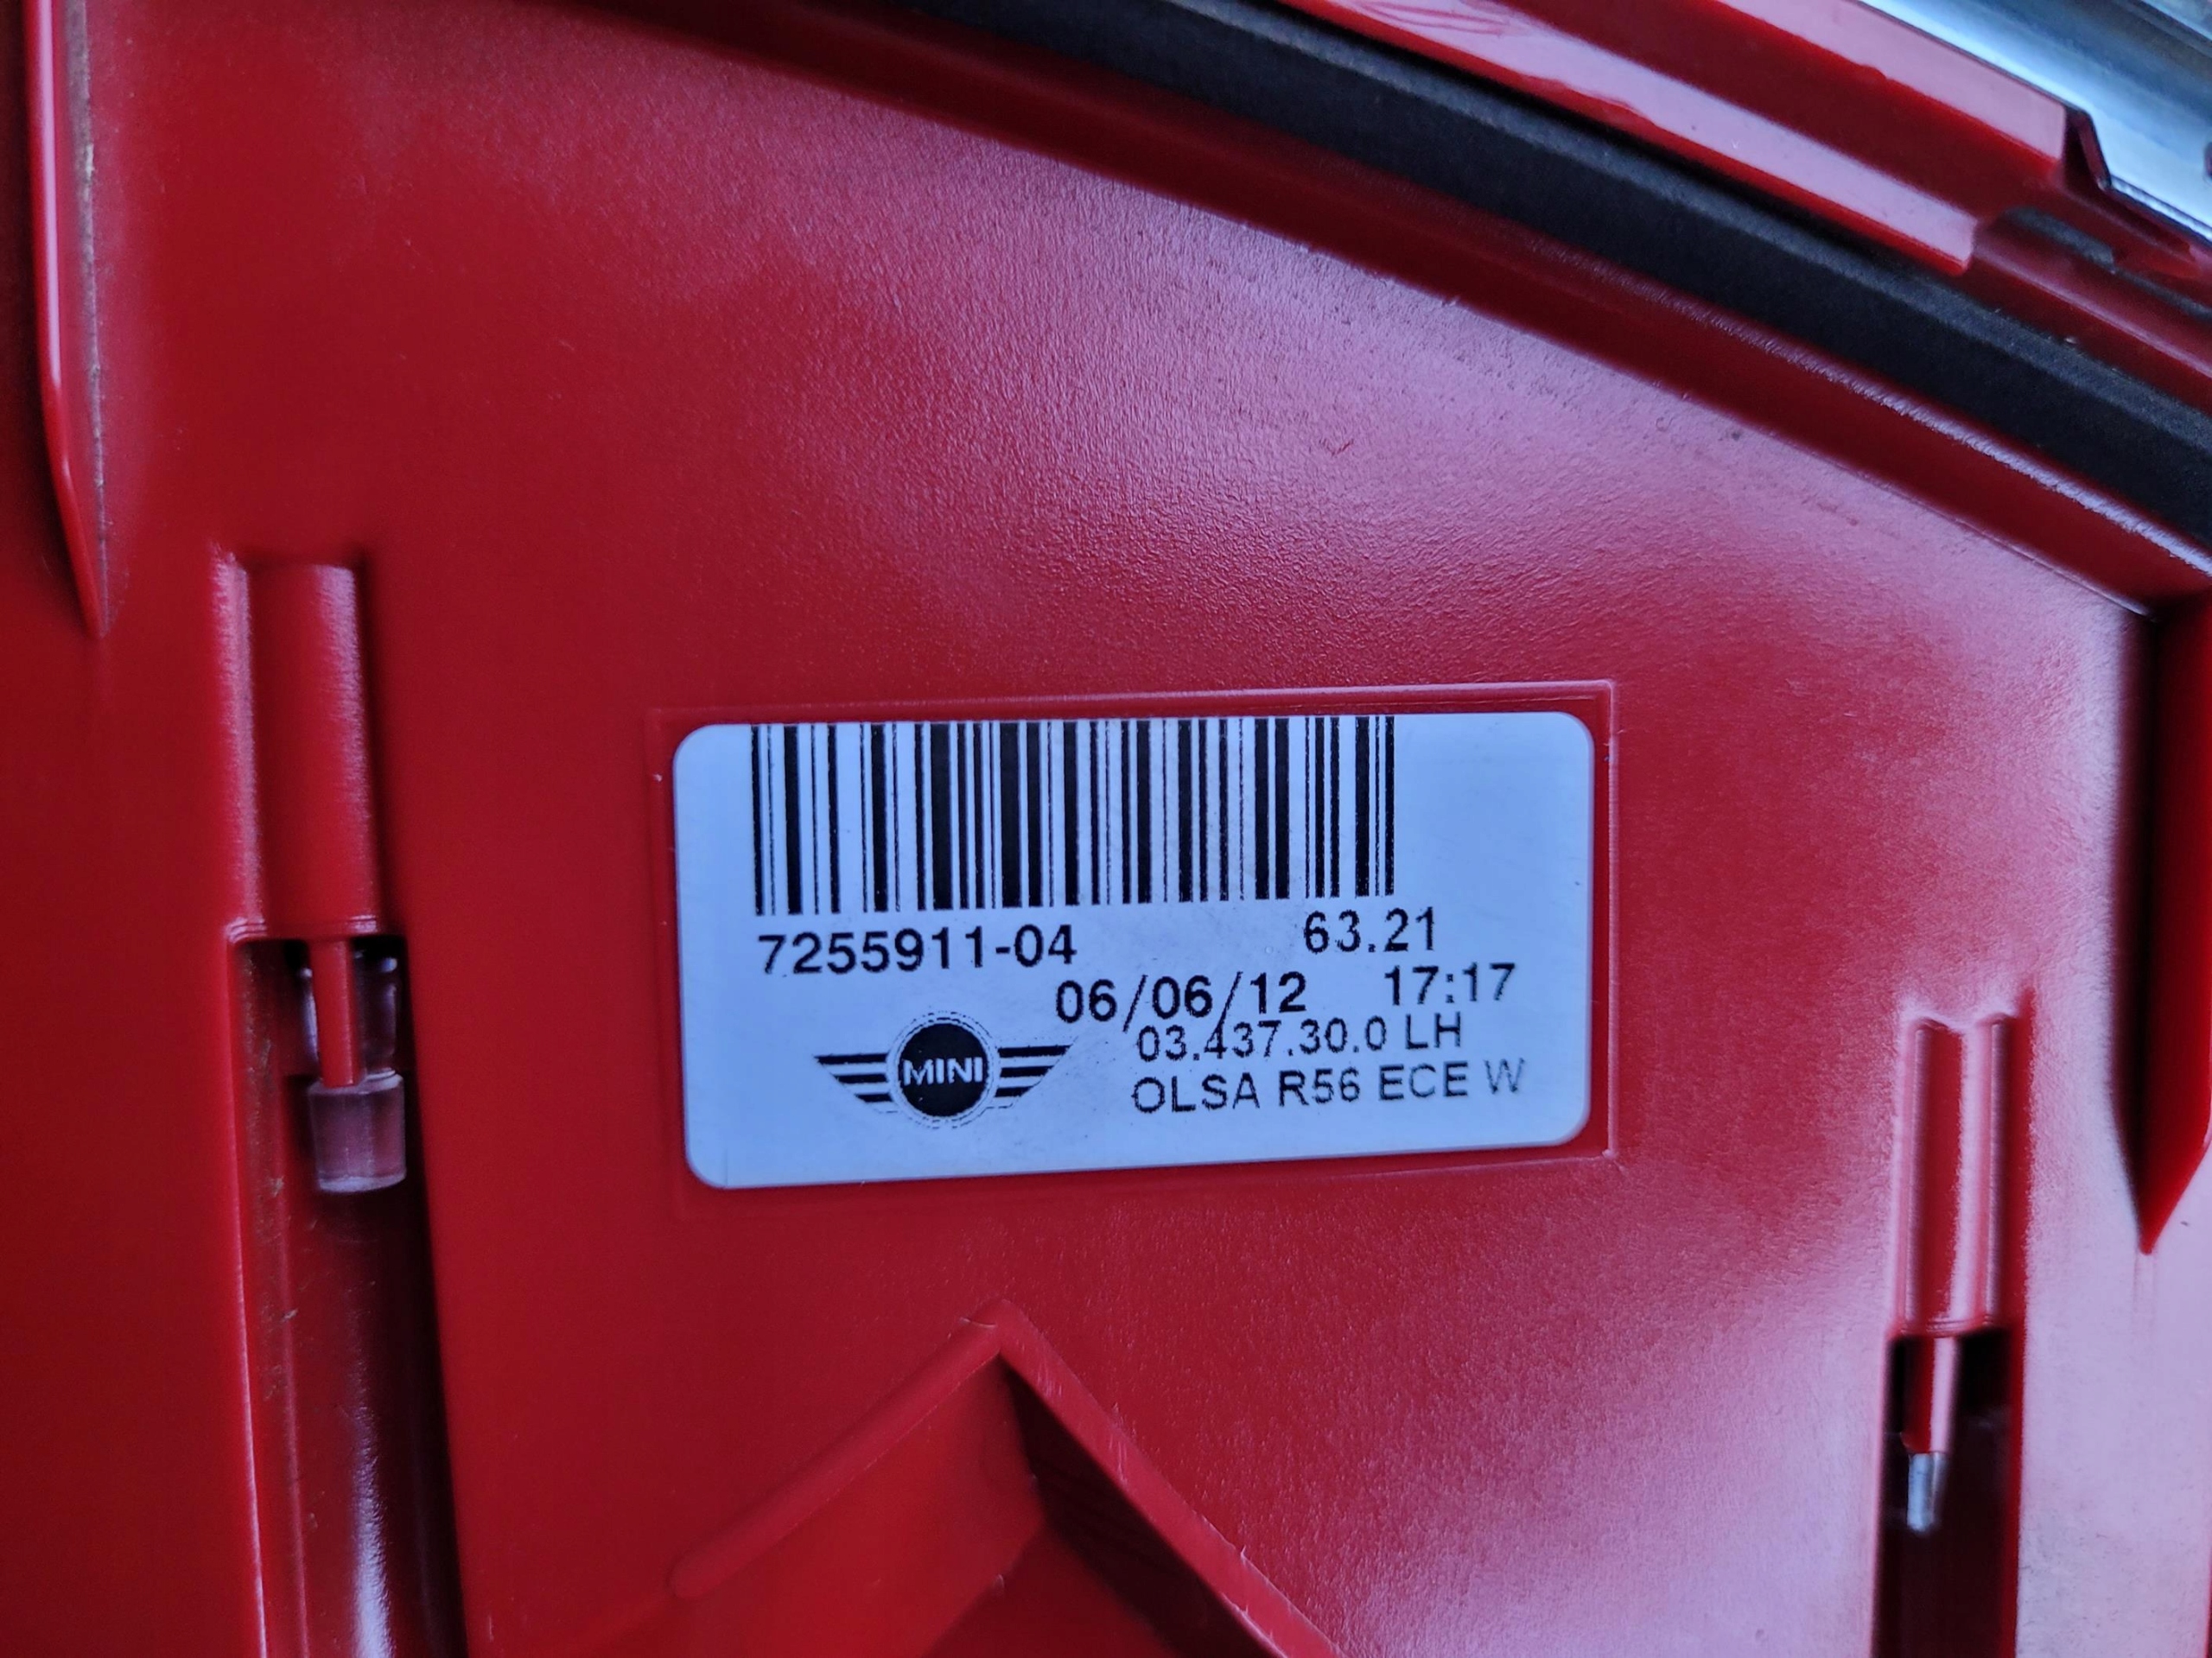 7255911-04 63.21
06/06/12 17:17
03.437.30.0 LH
MINI
OLSA R56 ECE W